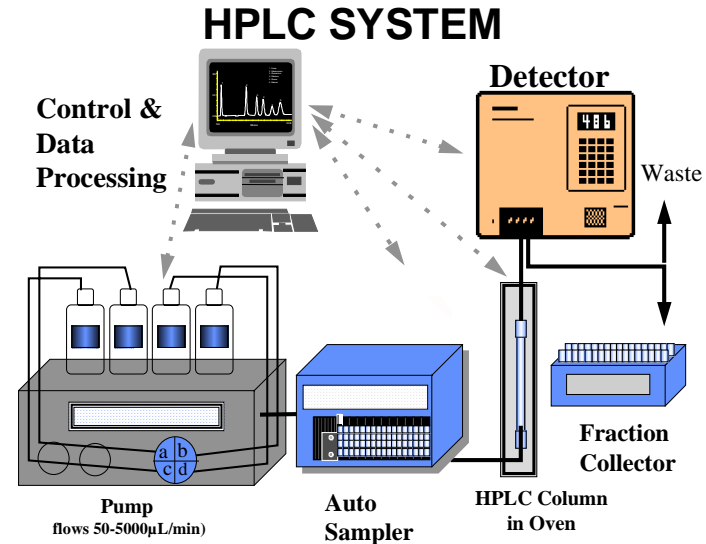 HPLC SYSTEM
Control &
Data
Processing
Detector
486
Waste
a b
c d
Pump
flows 50-5000µL/min)
Auto
Sampler
HPLC Column
in Oven
Fraction
Collector